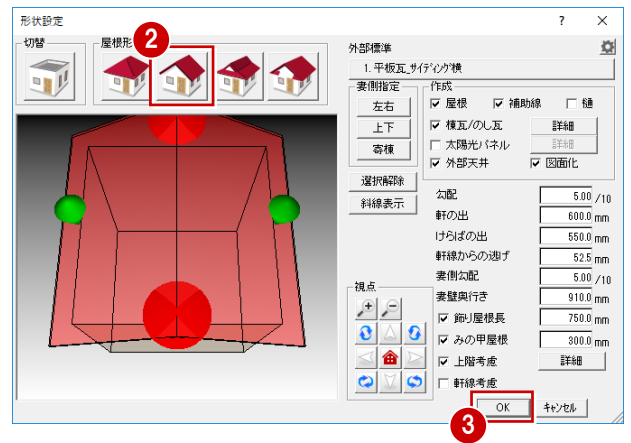 形状設定
? ×
切替
屋根形
2
外部標準
1. 平板瓦_サイディング横
妻側指定
左右
上下
寄棟
選択解除
斜線表示
作成
屋根 補助線 樋
棟瓦/のし瓦 詳細
太陽光パネル 詳細
外部天井 図面化
勾配 5.00 /10
軒の出 600.0 mm
けらばの出 550.0 mm
軒線からの逃げ 52.5 mm
妻側勾配 5.00 /10
妻壁奥行き 910.0 mm
飾り屋根長 750.0 mm
みの甲屋根 300.0 mm
上階考慮 詳細
軒線考慮
視点
OK キャンセル
3